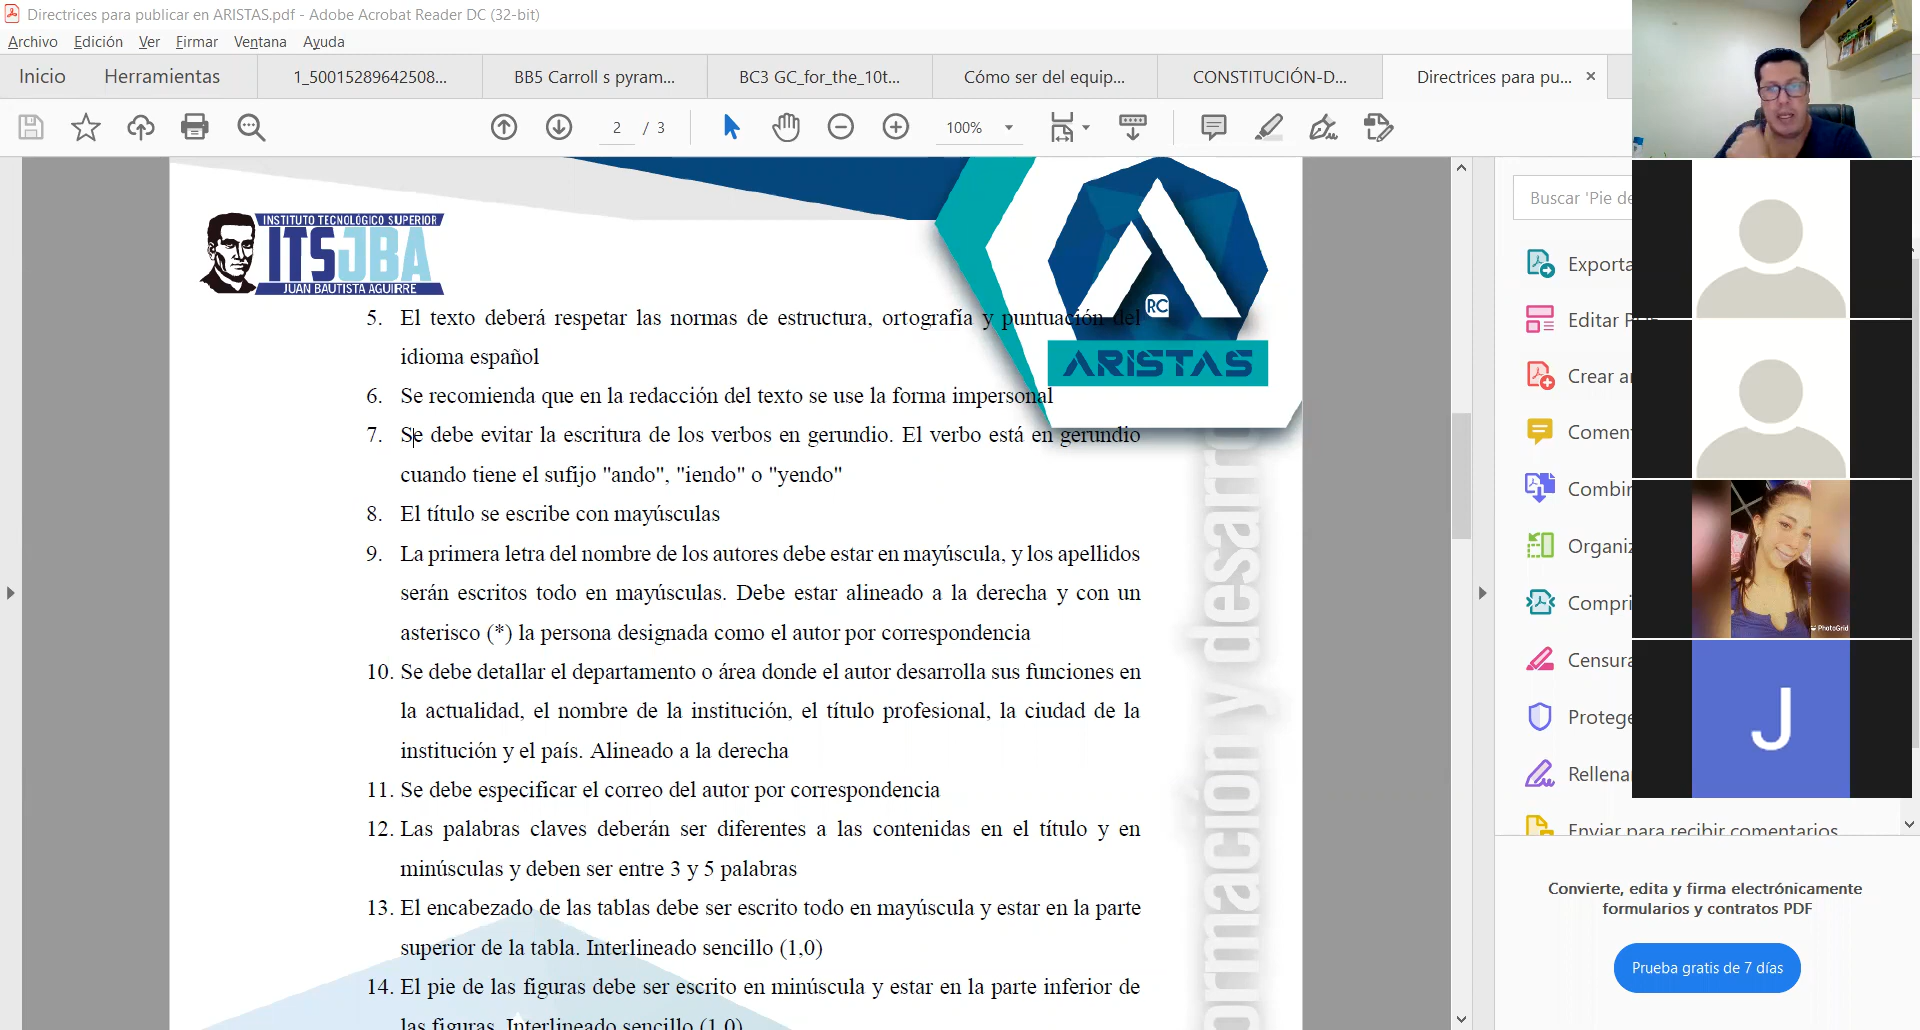 Directrices para publicar en ARISTAS.pdf - Adobe Acrobat Reader DC (32-bit)
Archivo Edición Ver Firmar Ventana Ayuda
Inicio Herramientas 1_50015289642508... BB5 Carroll s pyram... BC3 GC_for_the_10t... Cómo ser del equip... CONSTITUCIÓN-D... Directrices para pu... ×
2 / 3 100%
INSTITUTO TECNOLÓGICO SUPERIOR
ITSJBA
JUAN BAUTISTA AGUIRRE
RC
ARISTAS
5. El texto deberá respetar las normas de estructura, ortografía y puntuación del
idioma español
6. Se recomienda que en la redacción del texto se use la forma impersonal
7. Se debe evitar la escritura de los verbos en gerundio. El verbo está en gerundio
cuando tiene el sufijo "ando", "iendo" o "yendo"
8. El título se escribe con mayúsculas
9. La primera letra del nombre de los autores debe estar en mayúscula, y los apellidos
serán escritos todo en mayúsculas. Debe estar alineado a la derecha y con un
asterisco (*) la persona designada como el autor por correspondencia
10. Se debe detallar el departamento o área donde el autor desarrolla sus funciones en
la actualidad, el nombre de la institución, el título profesional, la ciudad de la
institución y el país. Alineado a la derecha
11. Se debe especificar el correo del autor por correspondencia
12. Las palabras claves deberán ser diferentes a las contenidas en el título y en
minúsculas y deben ser entre 3 y 5 palabras
13. El encabezado de las tablas debe ser escrito todo en mayúscula y estar en la parte
superior de la tabla. Interlineado sencillo (1,0)
14. El pie de las figuras debe ser escrito en minúscula y estar en la parte inferior de
las figuras. Interlineado sencillo (1,0)
ormación y desarro
Buscar 'Pie de
Exporta
Editar P
Crear a
Comen
Combin
Organiz
Compri
Censura
Protege
Rellena
Enviar para recibir comentarios
Convierte, edita y firma electrónicamente
formularios y contratos PDF
Prueba gratis de 7 días
PhotoGrid
J